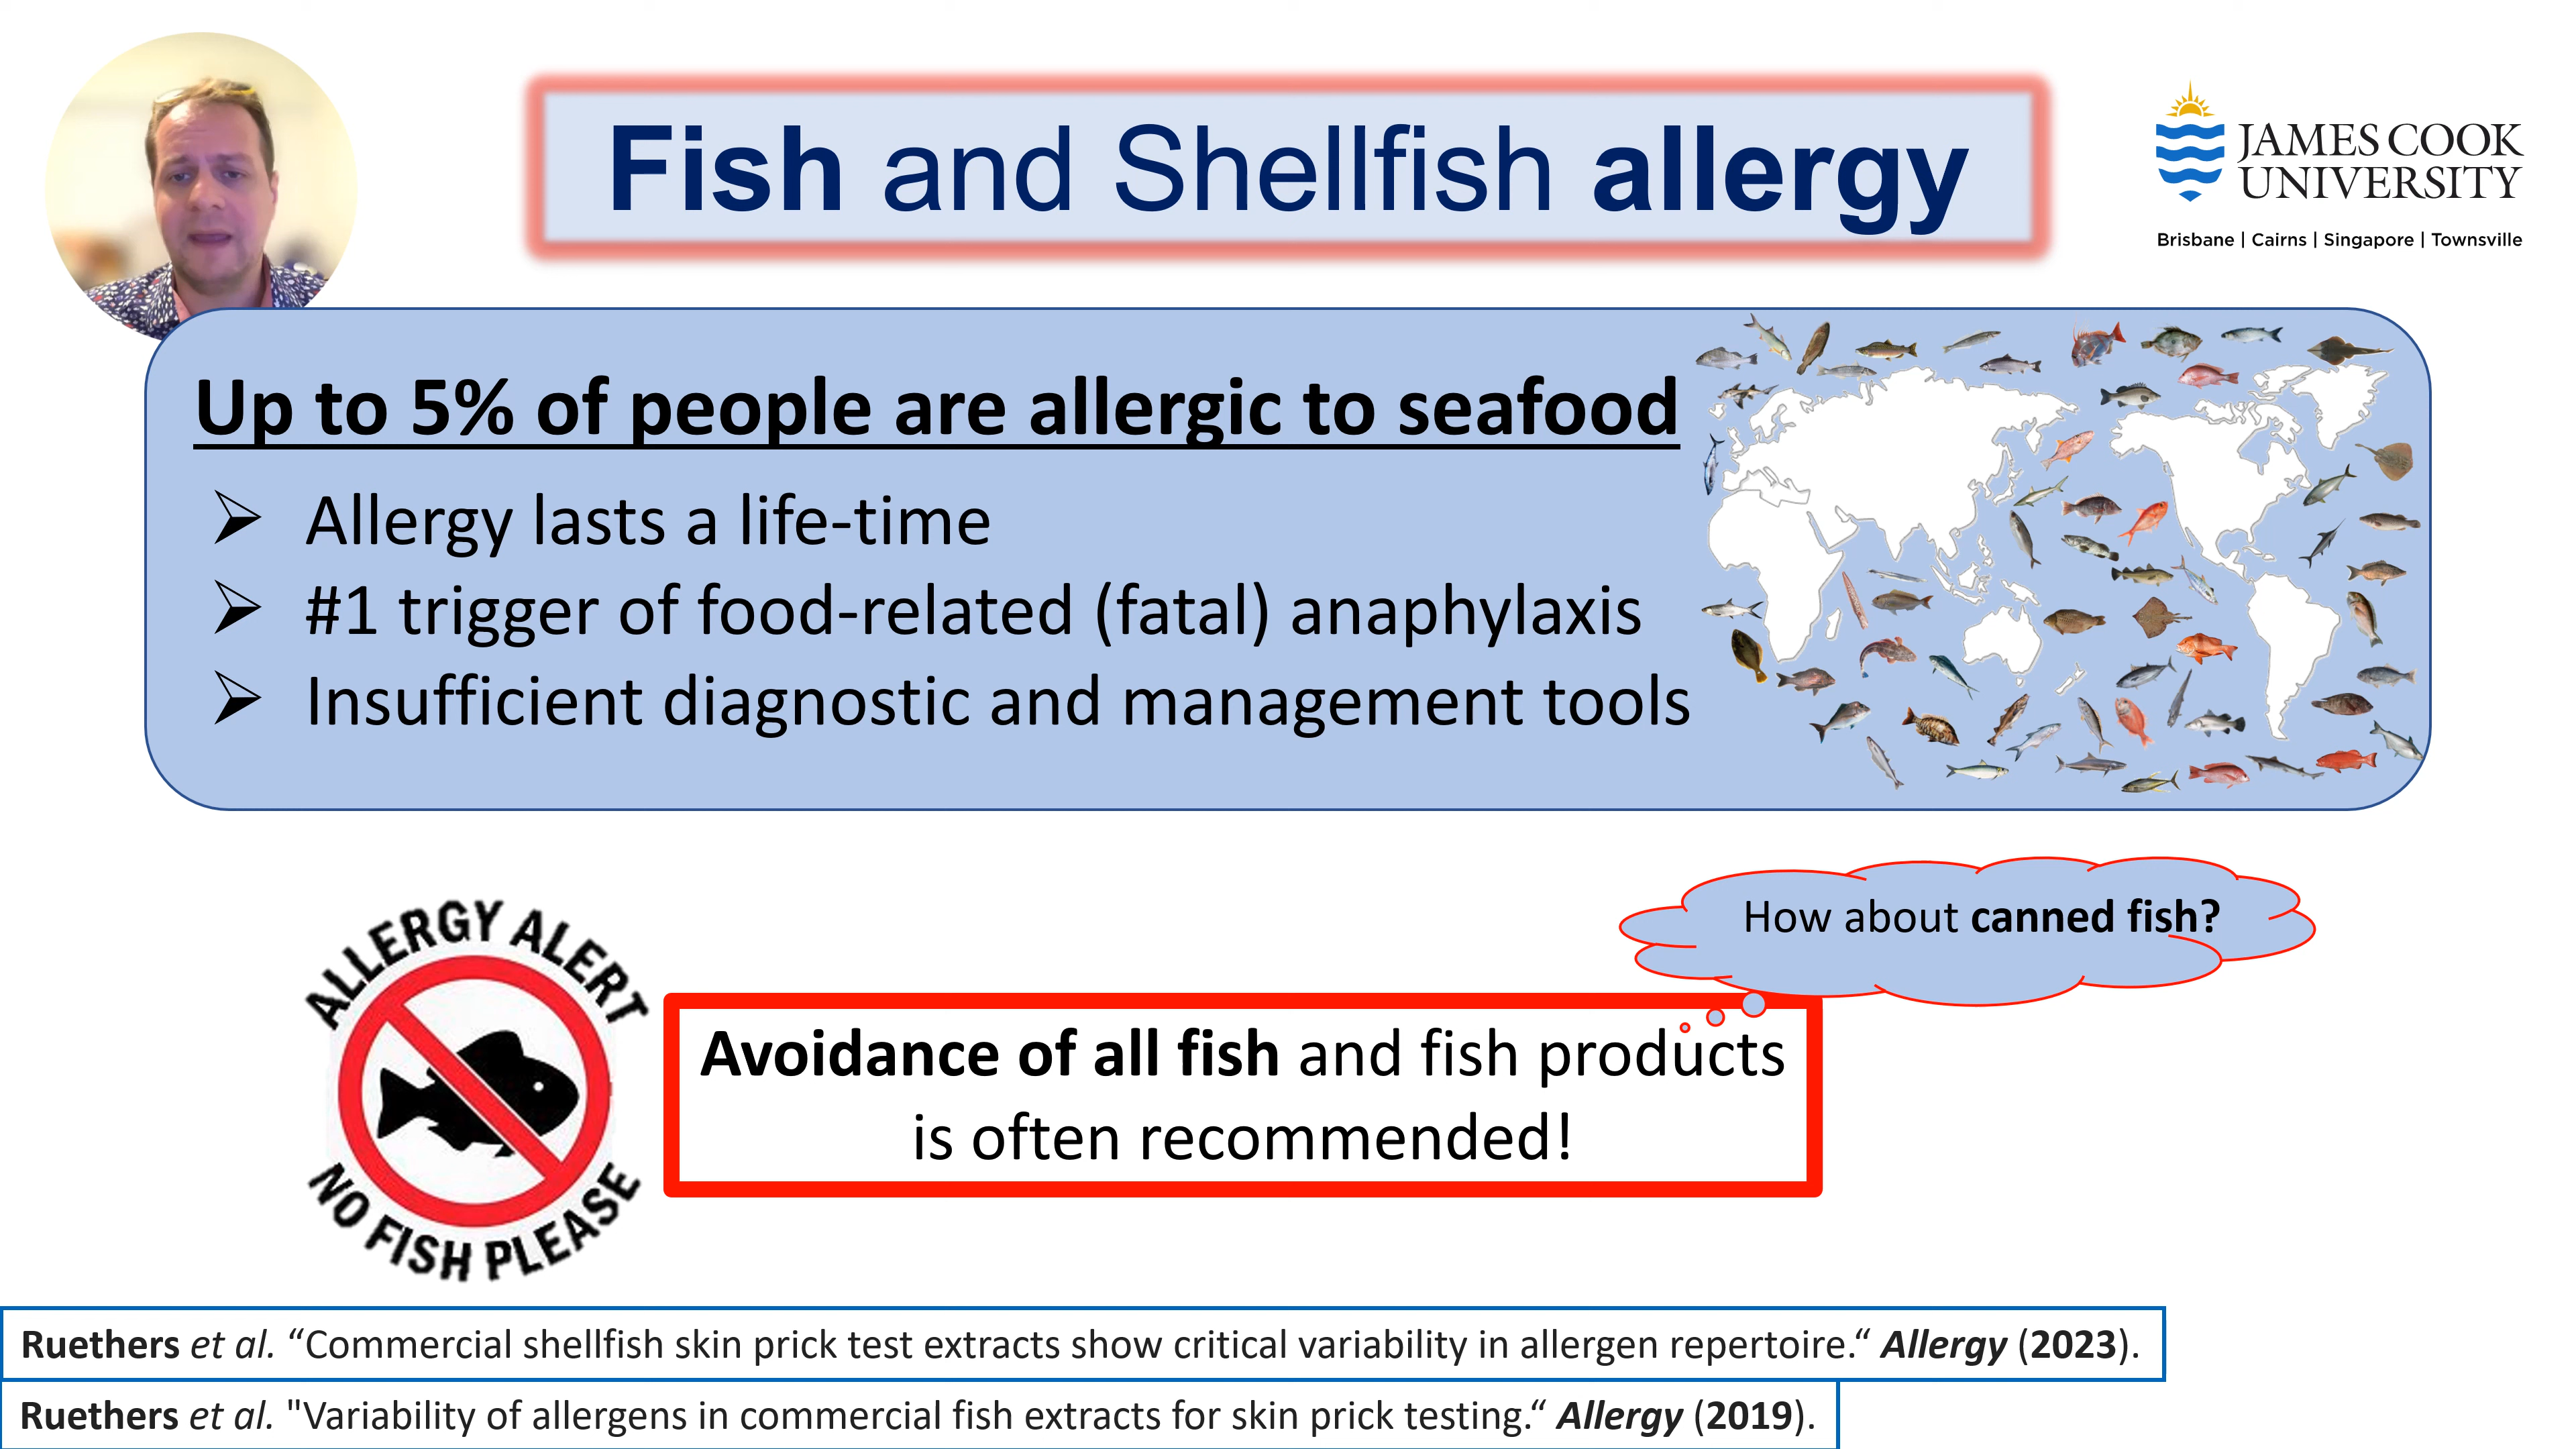 Fish and Shellfish allergy
JAMES COOK
UNIVERSITY
Brisbane | Cairns | Singapore | Townsville
Up to 5% of people are allergic to seafood
➢ Allergy lasts a life-time
➢ #1 trigger of food-related (fatal) anaphylaxis
➢ Insufficient diagnostic and management tools
How about canned fish?
ALLERGY ALERT
NO FISH PLEASE
Avoidance of all fish and fish products
is often recommended!
Ruethers et al. “Commercial shellfish skin prick test extracts show critical variability in allergen repertoire.“ Allergy (2023).
Ruethers et al. "Variability of allergens in commercial fish extracts for skin prick testing.“ Allergy (2019).